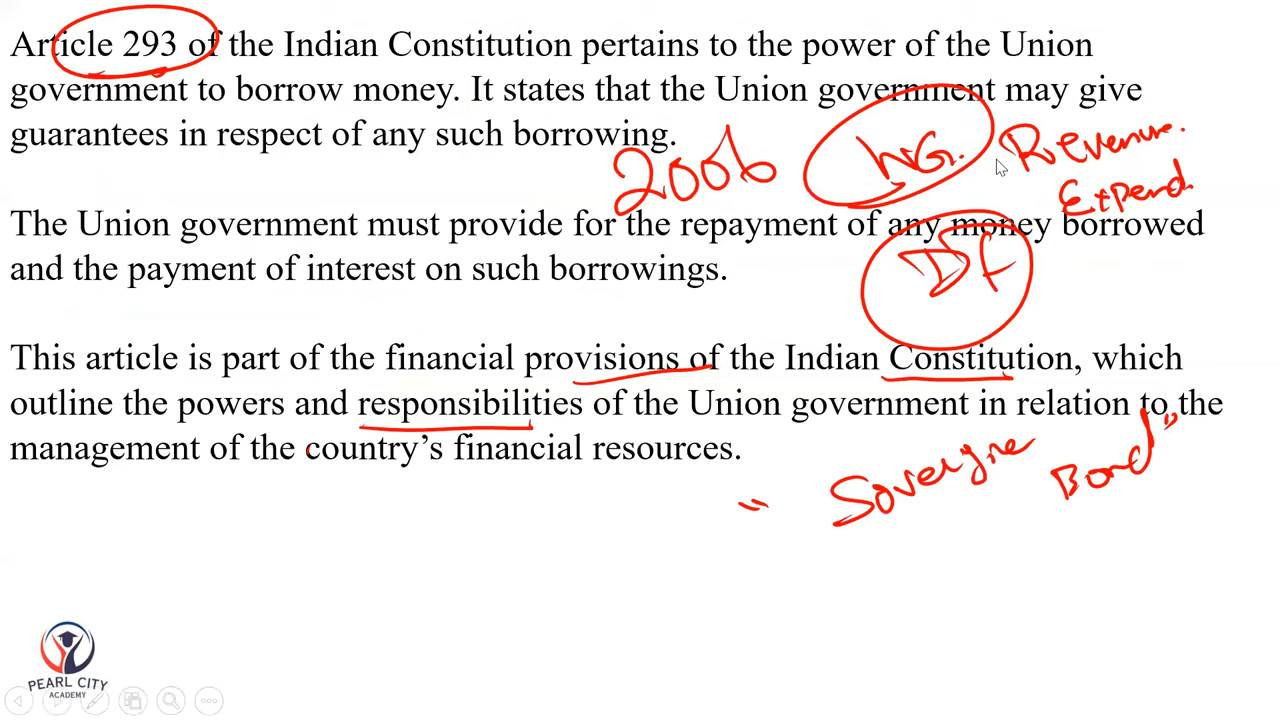 Article 293 of the Indian Constitution pertains to the power of the Union
government to borrow money. It states that the Union government may give
guarantees in respect of any such borrowing.
2006
Revenue.
Expend.
The Union government must provide for the repayment of any money borrowed
and the payment of interest on such borrowings.
DF
This article is part of the financial provisions of the Indian Constitution, which
outline the powers and responsibilities of the Union government in relation to the
management of the country’s financial resources.
" Sovereigne Bond"
PEARL CITY
ACADEMY